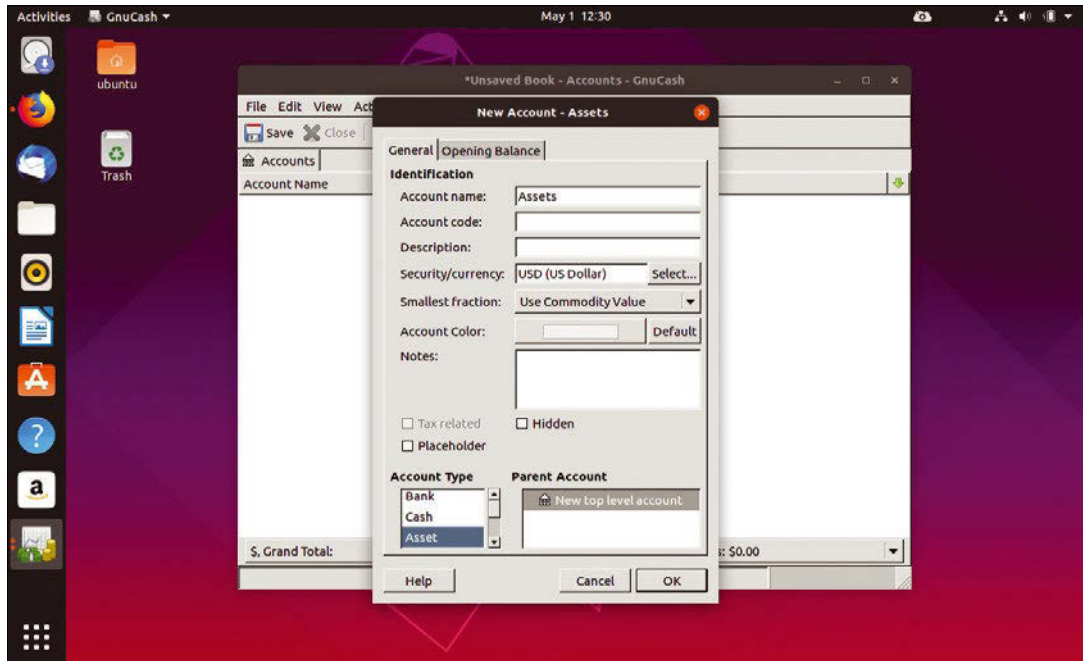 Activities GnuCash May 1 12:30
ubuntu
Trash
*Unsaved Book - Accounts - GnuCash
File Edit View
Save Close
Accounts
Account Name
$, Grand Total:
$0.00
New Account - Assets
General Opening Balance
Identification
Account name: Assets
Account code:
Description:
Security/currency: USD (US Dollar) Select...
Smallest fraction: Use Commodity Value
Account Color: Default
Notes:
Tax related Hidden
Placeholder
Account Type Parent Account
Bank New top level account
Cash
Asset
Help Cancel OK